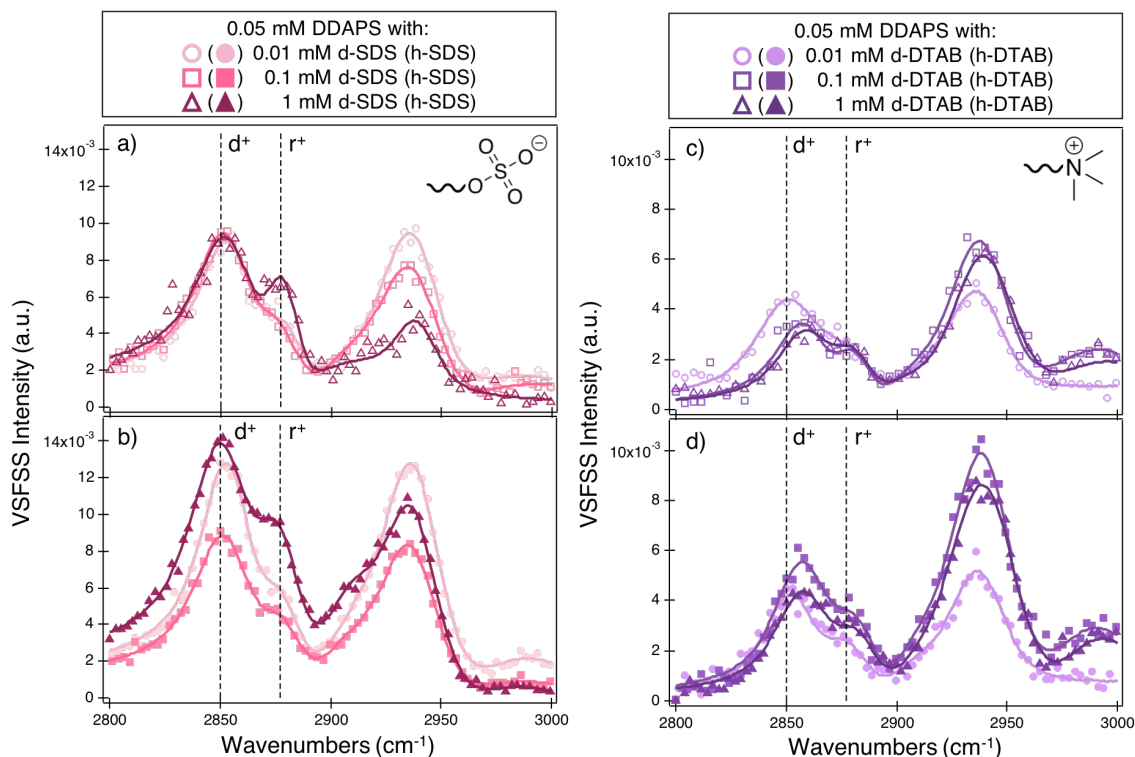 0.05 mM DDAPS with:
( ) 0.01 mM d-SDS (h-SDS)
( ) 0.1 mM d-SDS (h-SDS)
( ) 1 mM d-SDS (h-SDS)
0.05 mM DDAPS with:
( ) 0.01 mM d-DTAB (h-DTAB)
( ) 0.1 mM d-DTAB (h-DTAB)
( ) 1 mM d-DTAB (h-DTAB)
VSFSS Intensity (a.u.)
a)
d+
r+
O
O
S
O
O
⊖
14x10-3
12
10
8
6
4
2
0
b)
d+
r+
14x10-3
12
10
8
6
4
2
0
2800
2850
2900
2950
3000
Wavenumbers (cm-1)
VSFSS Intensity (a.u.)
c)
d+
r+
⊕
N
10x10-3
8
6
4
2
0
d)
d+
r+
10x10-3
8
6
4
2
0
2800
2850
2900
2950
3000
Wavenumbers (cm-1)